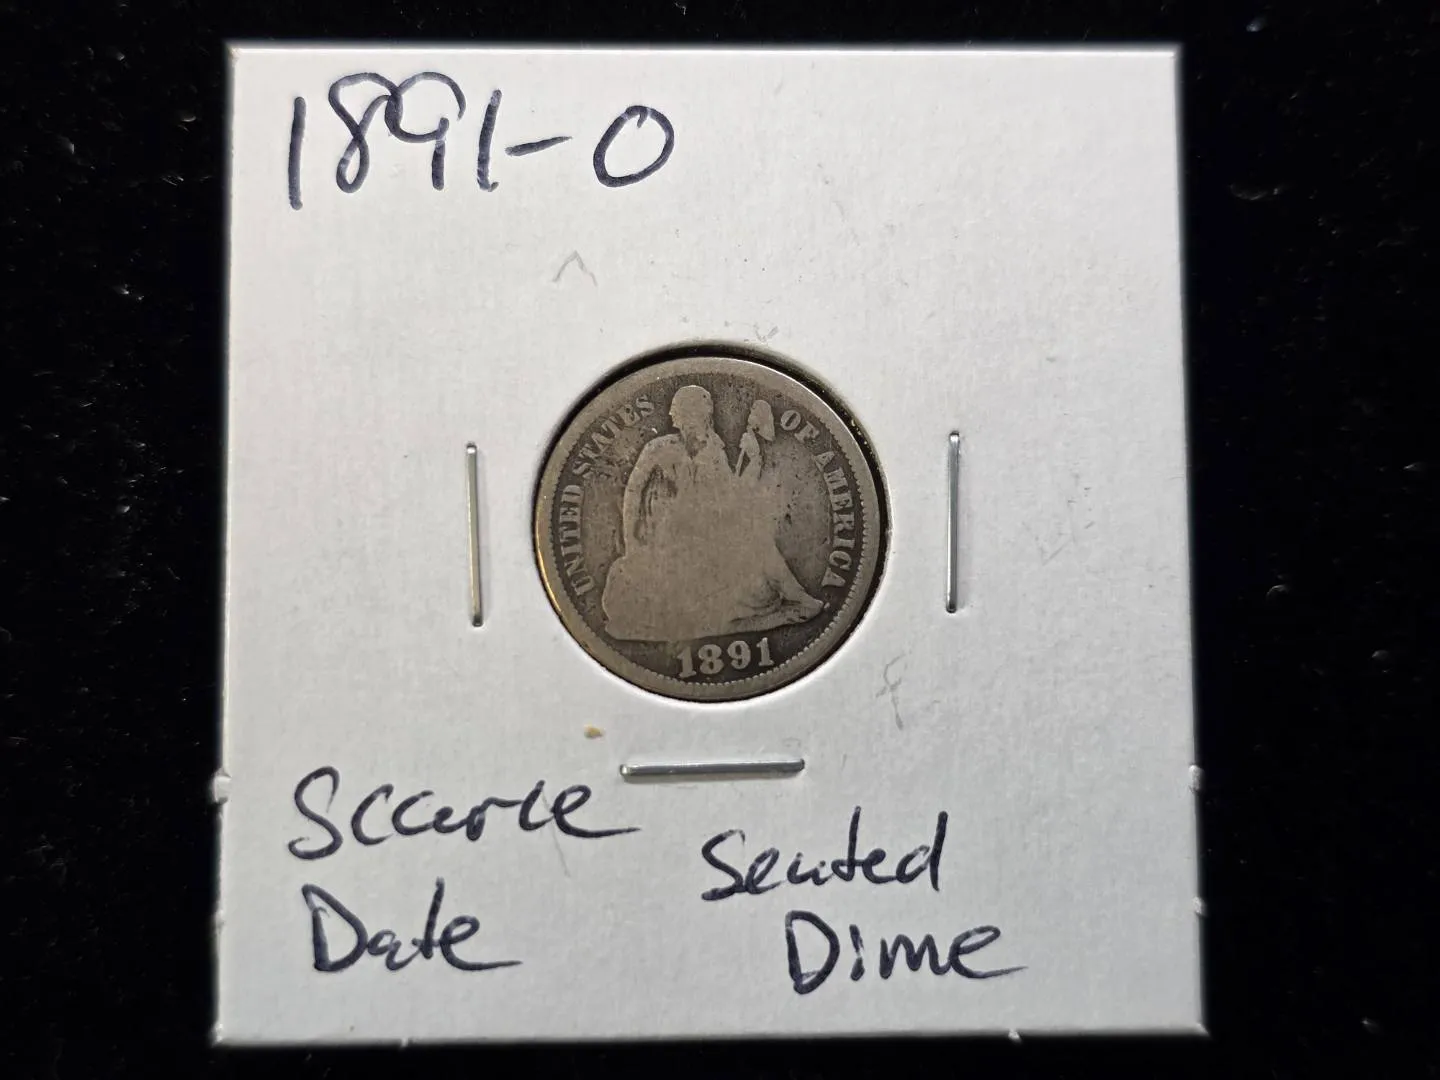 1891-O
UNITED STATES OF AMERICA
1891
Scarce
Date
Seated
Dime